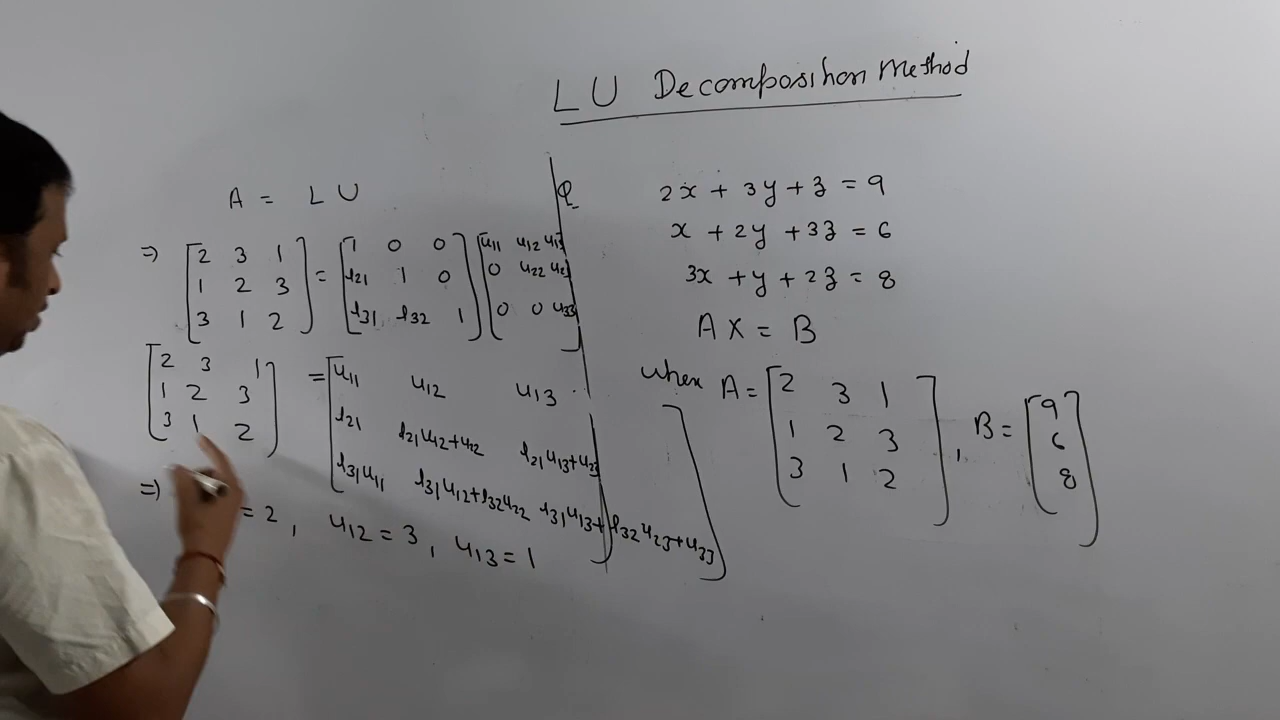 LU Decomposition Method
A = LU
⇒ [2 3 1] = [1 0 0] [u11 u12 u13]
[1 2 3] [l21 1 0] [0 u22 u23]
[3 1 2] [l31 l32 1] [0 0 u33]
[2 3 1] = [u11 u12 u13]
[1 2 3] [l21 l21u12+u22 l21u13+u23]
[3 1 2] [l31u11 l31u12+l32u22 l31u13+l32u23+u33]
⇒ =2, u12=3, u13=1
Q 2x + 3y + z = 9
x + 2y + 3z = 6
3x + y + 2z = 8
AX = B
when A = [2 3 1], B = [9]
[1 2 3] [6]
[3 1 2] [8]